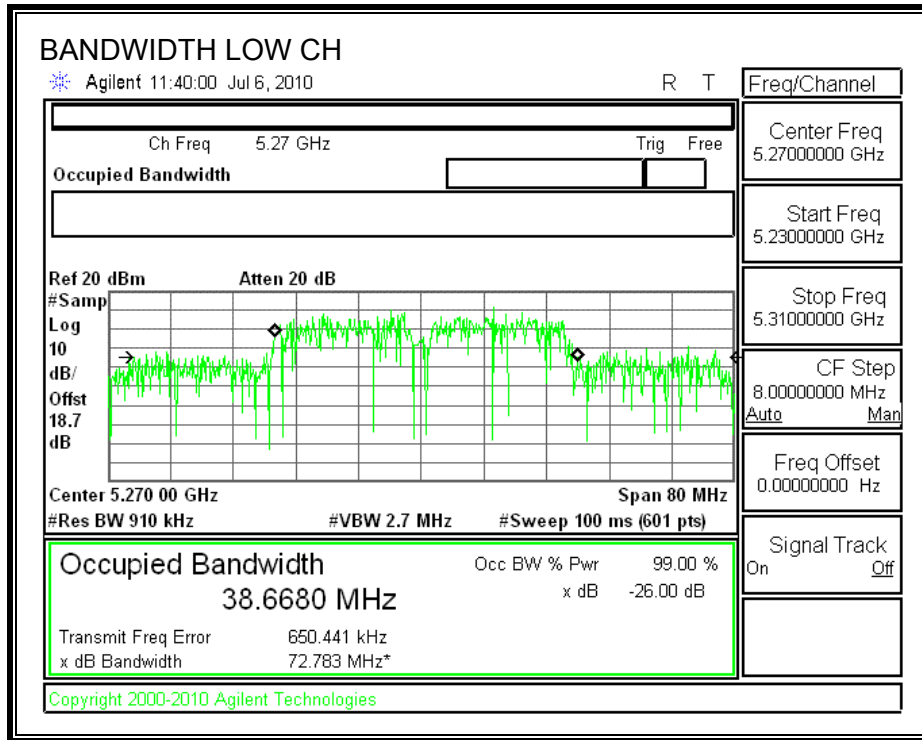 BANDWIDTH LOW CH
Agilent 11:40:00 Jul 6, 2010 R T
Ch Freq 5.27 GHz Trig Free
Occupied Bandwidth
Ref 20 dBm Atten 20 dB
#Samp
Log
10
dB/
Offst
18.7
dB
Center 5.270 00 GHz Span 80 MHz
#Res BW 910 kHz #VBW 2.7 MHz #Sweep 100 ms (601 pts)
Occupied Bandwidth
38.6680 MHz
Occ BW % Pwr 99.00 %
x dB -26.00 dB
Transmit Freq Error 650.441 kHz
x dB Bandwidth 72.783 MHz*
Copyright 2000-2010 Agilent Technologies
Freq/Channel
Center Freq
5.27000000 GHz
Start Freq
5.23000000 GHz
Stop Freq
5.31000000 GHz
CF Step
8.00000000 MHz
Auto Man
Freq Offset
0.00000000 Hz
Signal Track
On Off